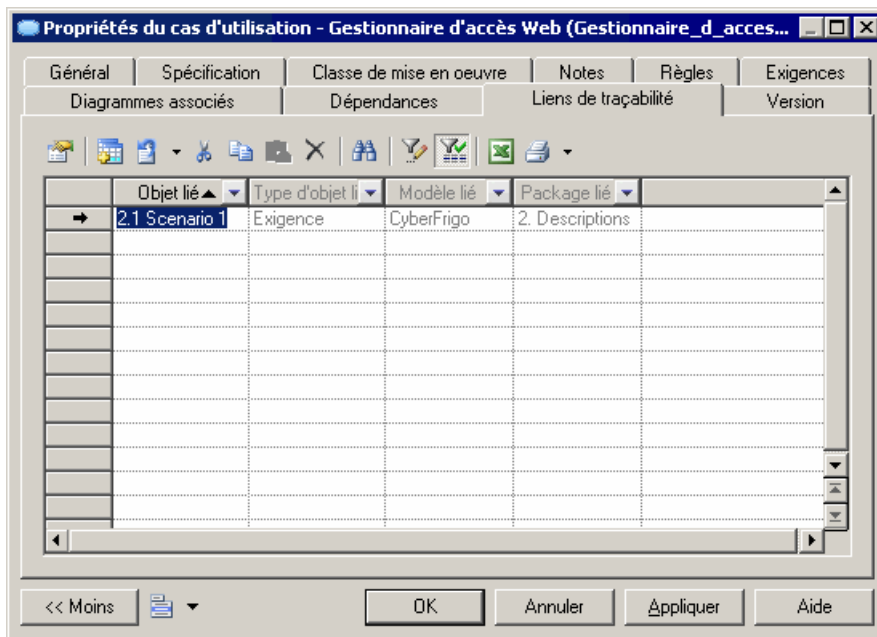 Propriétés du cas d'utilisation - Gestionnaire d'accès Web (Gestionnaire_d_acces...
Général Spécification Classe de mise en oeuvre Notes Règles Exigences
Diagrammes associés Dépendances Liens de traçabilité Version
Objet lié Type d'objet li Modèle lié Package lié
2.1 Scenario 1 Exigence CyberFrigo 2. Descriptions
<< Moins OK Annuler Appliquer Aide